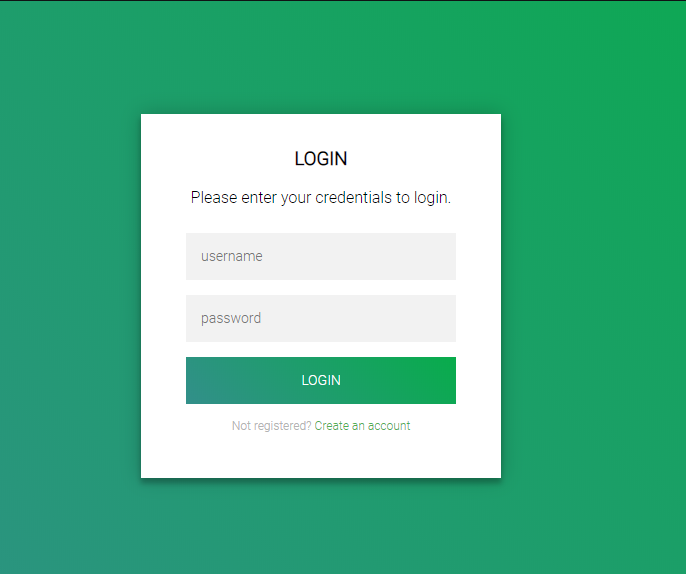 LOGIN
Please enter your credentials to login.
username
password
LOGIN
Not registered? Create an account